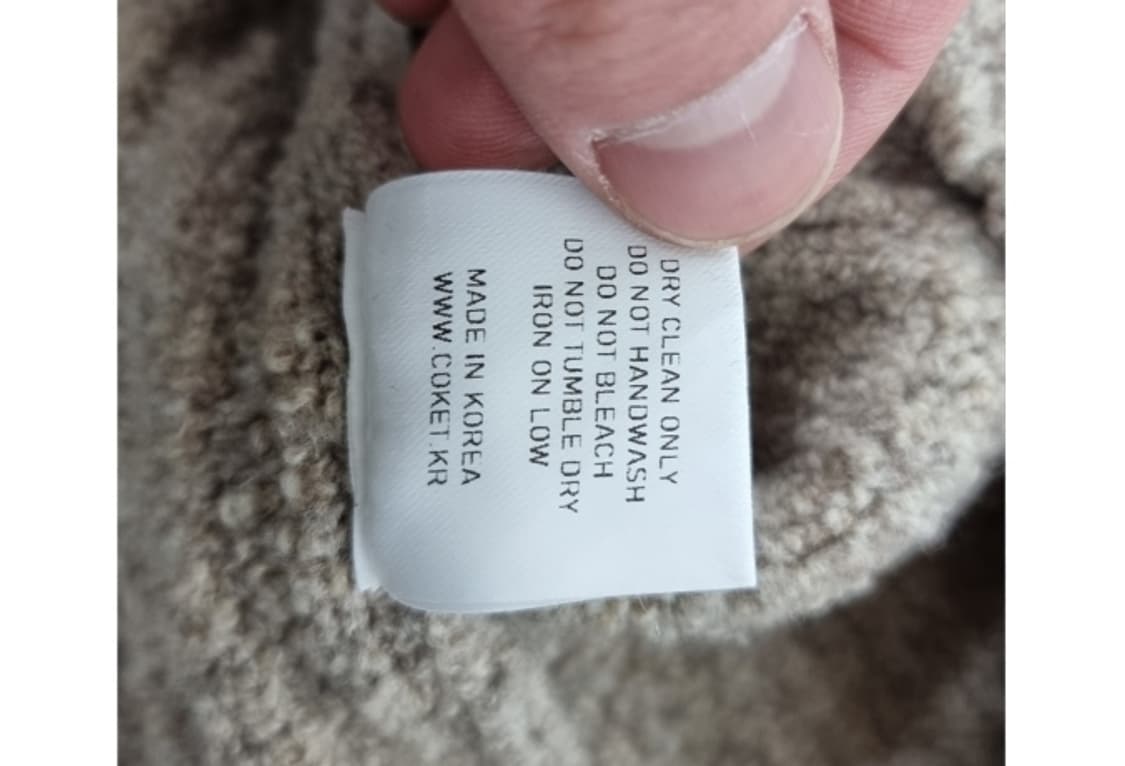 DRY CLEAN ONLY
DO NOT HANDWASH
DO NOT BLEACH
DO NOT TUMBLE DRY
IRON ON LOW
MADE IN KOREA
WWW.COKET.KR